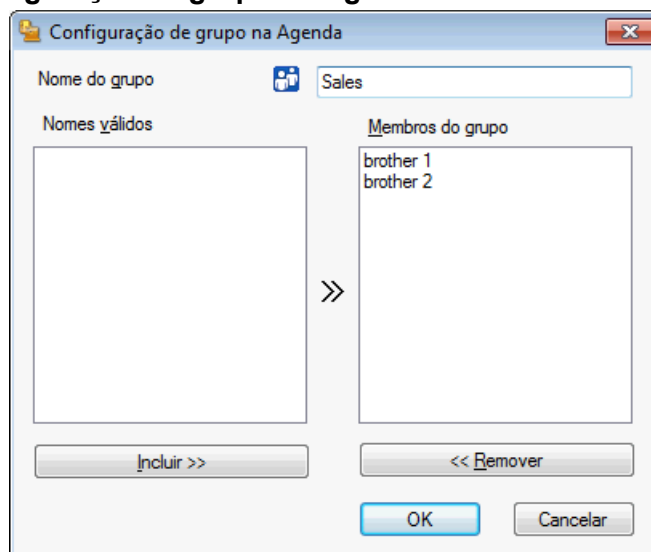 Configuração de grupo na Agenda
Nome do grupo
Sales
Nomes válidos
Membros do grupo
brother 1
brother 2
Incluir >>
<< Remover
OK
Cancelar